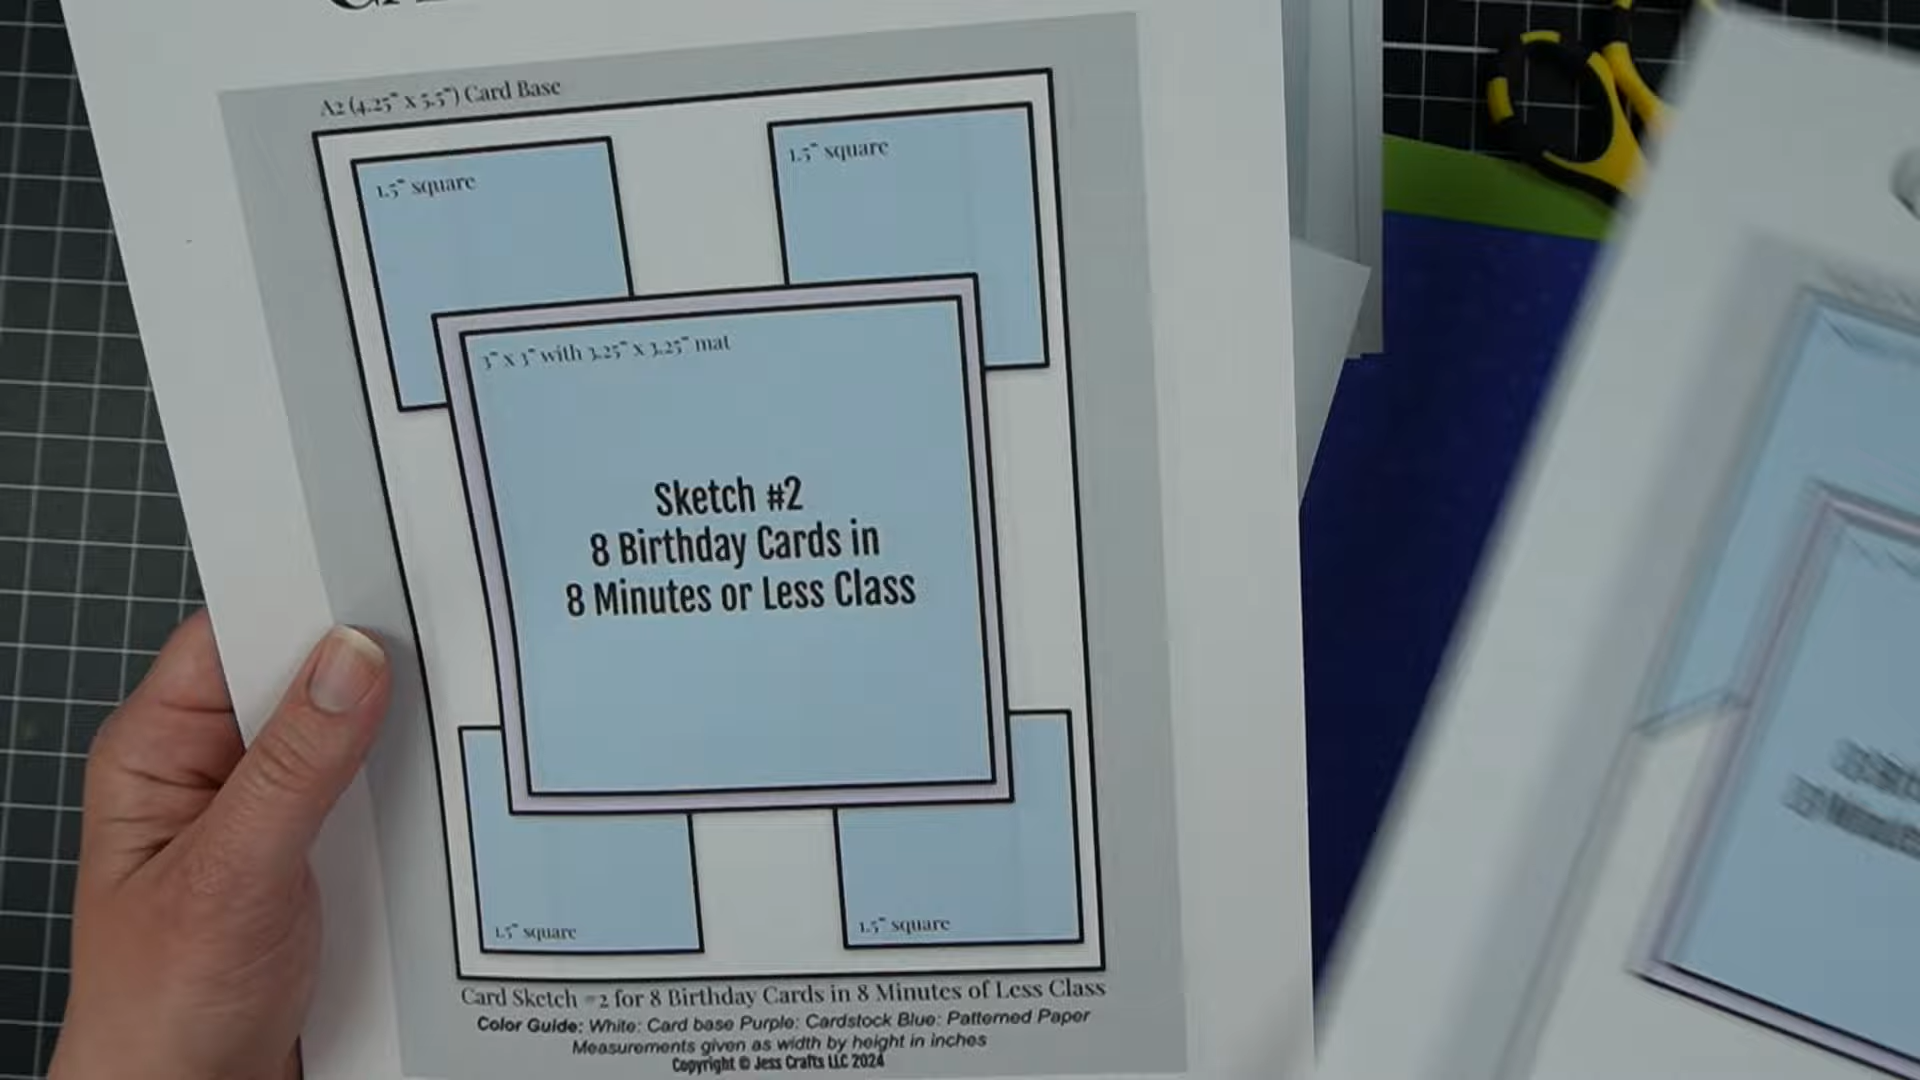 A2 (4.25" x 5.5") Card Base
1.5" square
1.5" square
3" x 3" with 3.25" x 3.25" mat
Sketch #2
8 Birthday Cards in
8 Minutes or Less Class
1.5" square
1.5" square
Card Sketch #2 for 8 Birthday Cards in 8 Minutes of Less Class
Color Guide: White: Card base Purple: Cardstock Blue: Patterned Paper
Measurements given as width by height in inches
Copyright © Jess Crafts LLC 2024